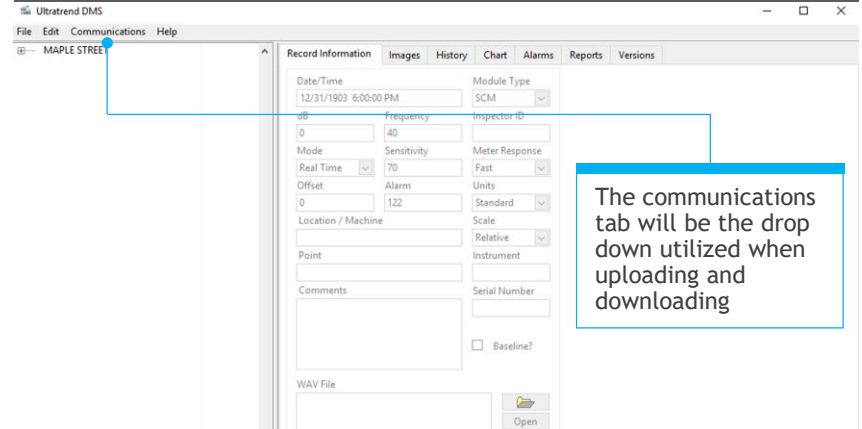 Ultratrend DMS
File Edit Communications Help
MAPLE STREET
Record Information Images History Chart Alarms Reports Versions
Date/Time Module Type
12/31/1903 6:00:00 PM SCM
dB Frequency Inspector ID
0 40
Mode Sensitivity Meter Response
Real Time 70 Fast
Offset Alarm Units
0 122 Standard
Location / Machine Scale
Relative
Point Instrument
Comments Serial Number
Baseline?
WAV File
Open
The communications
tab will be the drop
down utilized when
uploading and
downloading